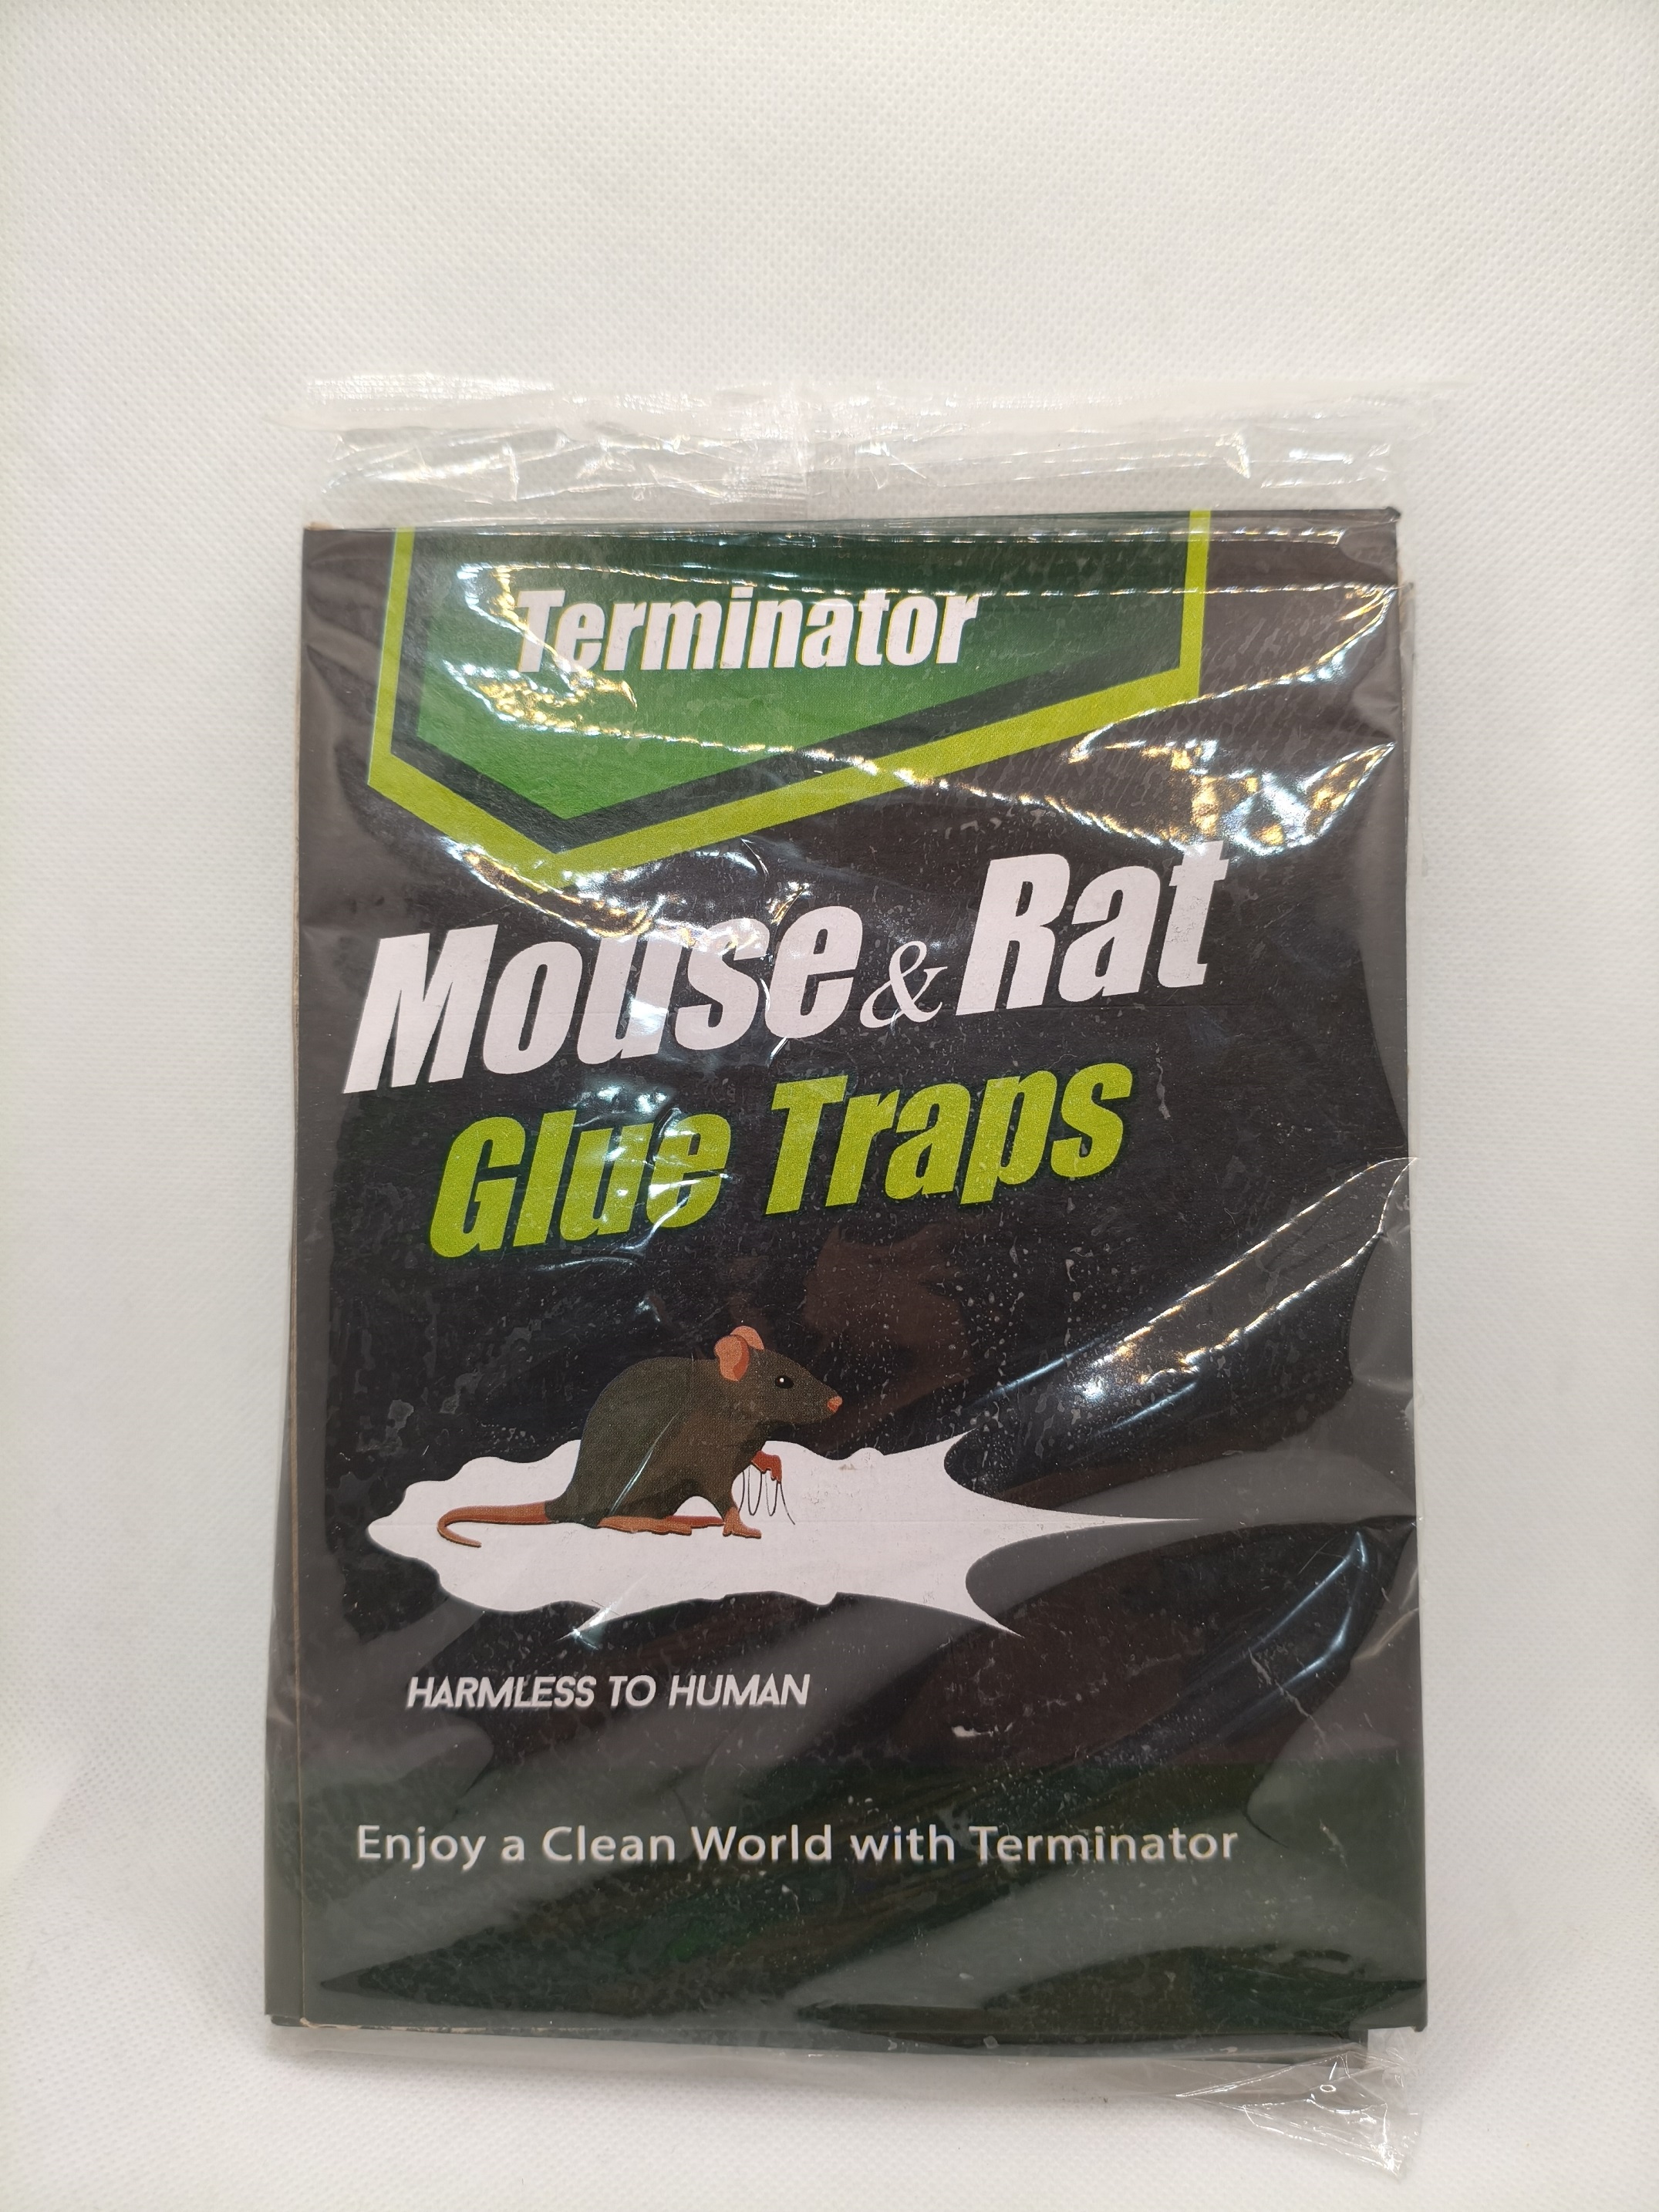 Terminator
Mouse & Rat
Glue Traps
HARMLESS TO HUMAN
Enjoy a Clean World with Terminator